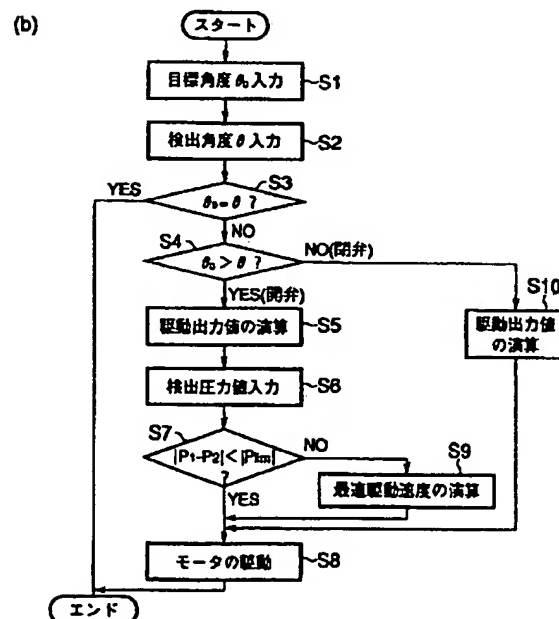 (b)
スタート
目標角度 θ₀ 入力
S1
検出角度 θ 入力
S2
S3
YES
θ₀ = θ ?
NO
S4
θ₀ > θ ?
NO(閉弁)
YES(開弁)
S10
駆動出力値の演算
S5
駆動出力値
の演算
検出圧力値入力
S6
S7
|P₁-P₂|<|Plim|
?
NO
S9
最適駆動速度の演算
YES
モータの駆動
S8
エンド